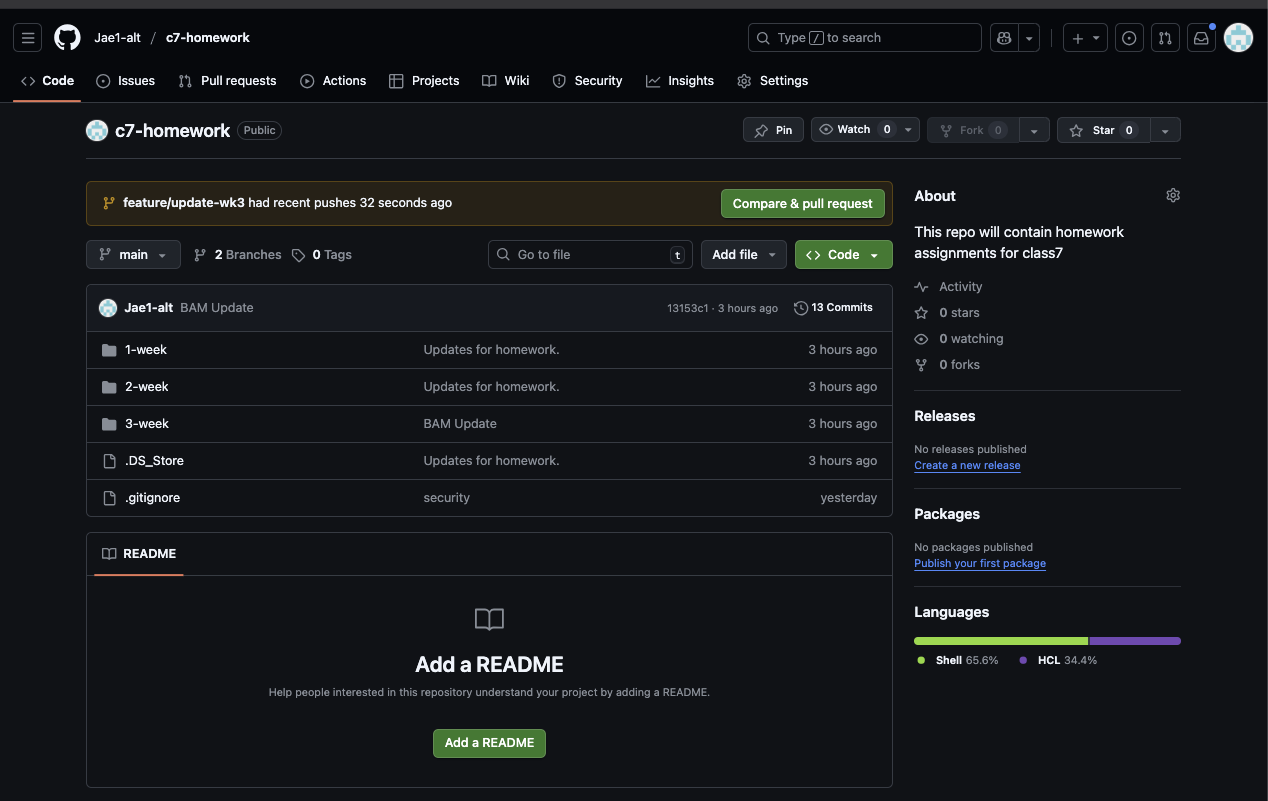 Jae1-alt / c7-homework
Type / to search
Code Issues Pull requests Actions Projects Wiki Security Insights Settings
c7-homework Public
Pin Watch 0 Fork 0 Star 0
feature/update-wk3 had recent pushes 32 seconds ago
Compare & pull request
main 2 Branches 0 Tags
Go to file t
Add file
Code
Jae1-alt BAM Update 13153c1 · 3 hours ago 13 Commits
1-week Updates for homework. 3 hours ago
2-week Updates for homework. 3 hours ago
3-week BAM Update 3 hours ago
.DS_Store Updates for homework. 3 hours ago
.gitignore security yesterday
README
Add a README
Help people interested in this repository understand your project by adding a README.
Add a README
About
This repo will contain homework
assignments for class7
Activity
0 stars
0 watching
0 forks
Releases
No releases published
Create a new release
Packages
No packages published
Publish your first package
Languages
Shell 65.6% HCL 34.4%